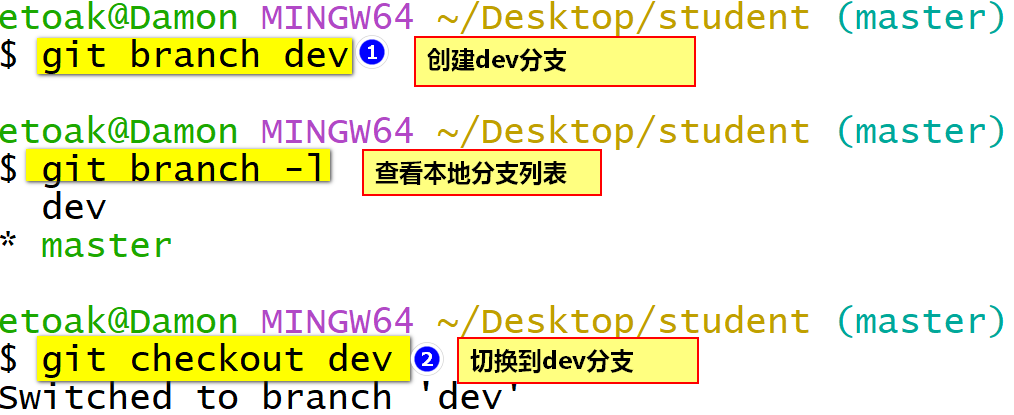 etoak@Damon MINGW64 ~/Desktop/student (master)
$ git branch dev ① 创建dev分支
etoak@Damon MINGW64 ~/Desktop/student (master)
$ git branch -l 查看本地分支列表
dev
* master
etoak@Damon MINGW64 ~/Desktop/student (master)
$ git checkout dev ② 切换到dev分支
Switched to branch 'dev'